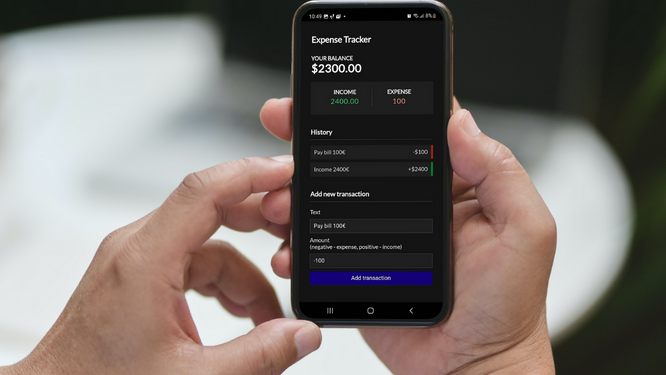 10:49
8%
Expense Tracker
YOUR BALANCE
$2300.00
INCOME
EXPENSE
2400.00
100
History
Pay bill 100€
-$100
Income 2400€
+$2400
Add new transaction
Text
Pay bill 100€
Amount
(negative - expense, positive - income)
-100
Add transaction